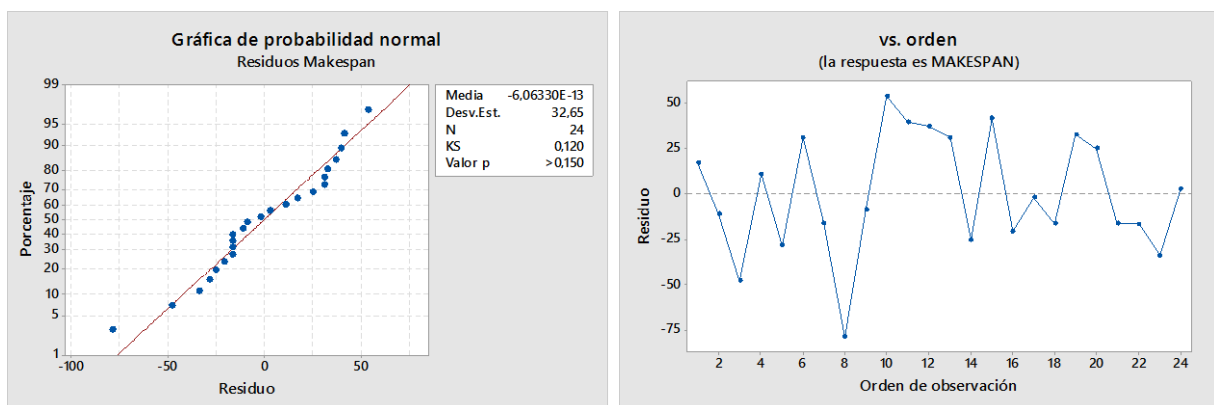 Gráfica de probabilidad normal
Residuos Makespan
99
95
90
80
70
60
50
40
30
20
10
5
1
Porcentaje
-100
-50
0
50
Residuo
Media -6,06330E-13
Desv.Est. 32,65
N 24
KS 0,120
Valor p >0,150
vs. orden
(la respuesta es MAKESPAN)
50
25
0
-25
-50
-75
Residuo
2 4 6 8 10 12 14 16 18 20 22 24
Orden de observación